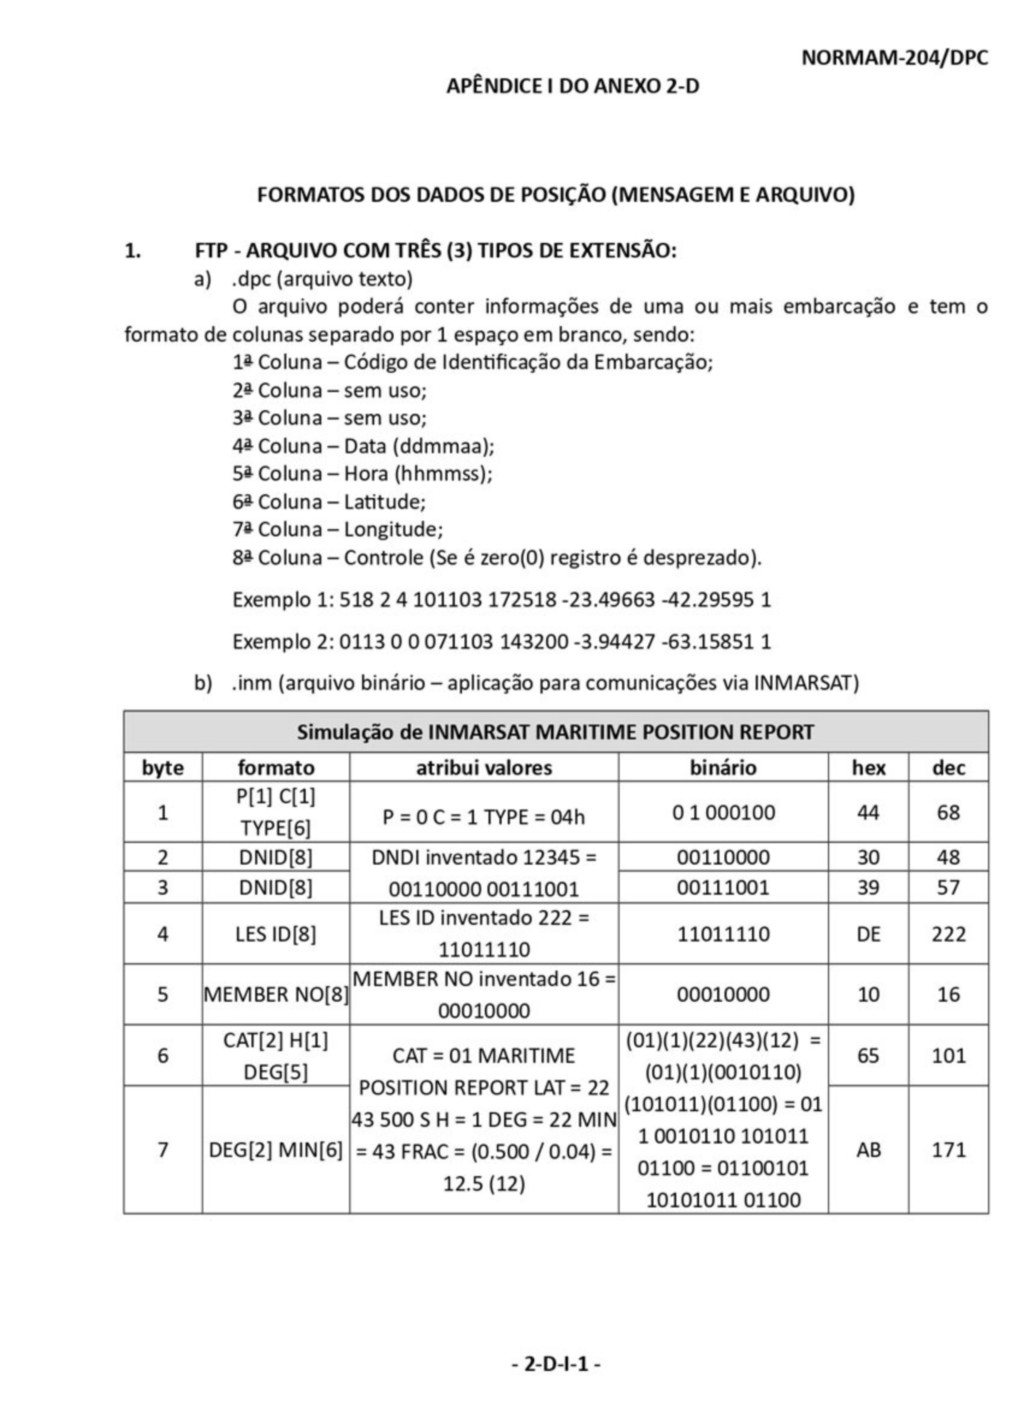 NORMAM-204/DPC
APÊNDICE I DO ANEXO 2-D
FORMATOS DOS DADOS DE POSIÇÃO (MENSAGEM E ARQUIVO)
1. FTP - ARQUIVO COM TRÊS (3) TIPOS DE EXTENSÃO:
a) .dpc (arquivo texto)
O arquivo poderá conter informações de uma ou mais embarcação e tem o
formato de colunas separado por 1 espaço em branco, sendo:
1ª Coluna – Código de Identificação da Embarcação;
2ª Coluna – sem uso;
3ª Coluna – sem uso;
4ª Coluna – Data (ddmmaa);
5ª Coluna – Hora (hhmmss);
6ª Coluna – Latitude;
7ª Coluna – Longitude;
8ª Coluna – Controle (Se é zero(0) registro é desprezado).
Exemplo 1: 518 2 4 101103 172518 -23.49663 -42.29595 1
Exemplo 2: 0113 0 0 071103 143200 -3.94427 -63.15851 1
b) .inm (arquivo binário – aplicação para comunicações via INMARSAT)
Simulação de INMARSAT MARITIME POSITION REPORT
byte formato atribui valores binário hex dec
1
P[1] C[1]
TYPE[6]
P = 0 C = 1 TYPE = 04h
0 1 000100
44
68
2
DNID[8]
DNDI inventado 12345 =
00110000 00111001
00110000
30
48
3
DNID[8]
00111001
39
57
4
LES ID[8]
LES ID inventado 222 =
11011110
11011110
DE
222
5
MEMBER NO[8]
MEMBER NO inventado 16 =
00010000
00010000
10
16
6
CAT[2] H[1]
DEG[5]
CAT = 01 MARITIME
POSITION REPORT LAT = 22
43 500 S H = 1 DEG = 22 MIN
= 43 FRAC = (0.500 / 0.04) =
12.5 (12)
(01)(1)(22)(43)(12) =
(01)(1)(0010110)
(101011)(01100) = 01
1 0010110 101011
01100 = 01100101
10101011 01100
65
101
7
DEG[2] MIN[6]
AB
171
- 2-D-I-1 -